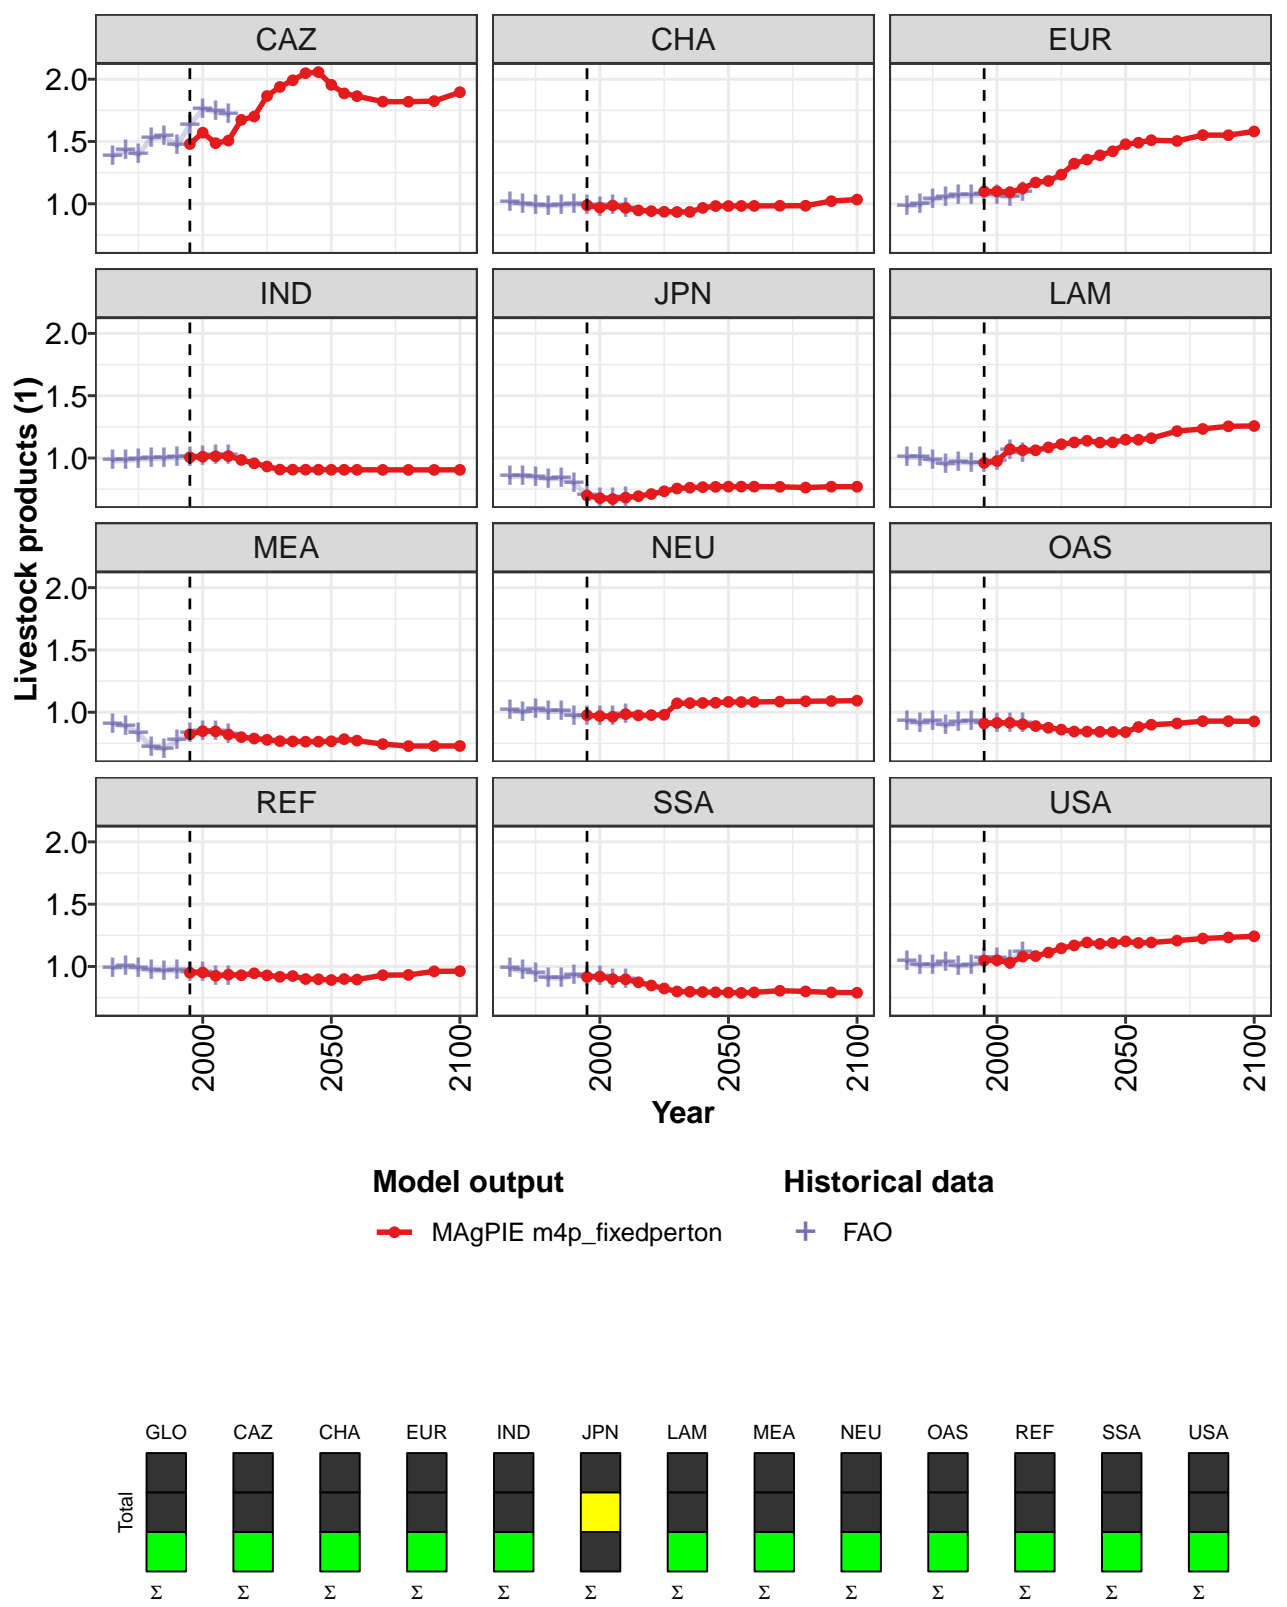 CAZ CHA EUR
2.0
1.5
1.0
IND JPN LAM
2.0
1.5
1.0
MEA NEU OAS
2.0
1.5
1.0
REF SSA USA
2.0
1.5
1.0
Livestock products (1)
2000 2050 2100 2000 2050 2100 2000 2050 2100
Year
Model output Historical data
MAgPIE m4p_fixedperton FAO
GLO CAZ CHA EUR IND JPN LAM MEA NEU OAS REF SSA USA
Total
Σ Σ Σ Σ Σ Σ Σ Σ Σ Σ Σ Σ Σ